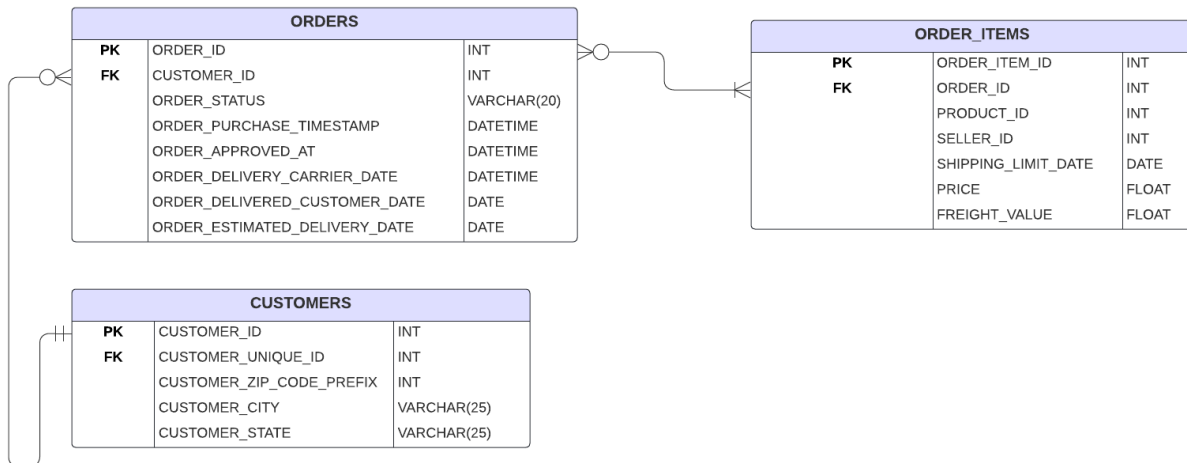 ORDERS
PK ORDER_ID INT
FK CUSTOMER_ID INT
ORDER_STATUS VARCHAR(20)
ORDER_PURCHASE_TIMESTAMP DATETIME
ORDER_APPROVED_AT DATETIME
ORDER_DELIVERY_CARRIER_DATE DATETIME
ORDER_DELIVERED_CUSTOMER_DATE DATE
ORDER_ESTIMATED_DELIVERY_DATE DATE
ORDER_ITEMS
PK ORDER_ITEM_ID INT
FK ORDER_ID INT
PRODUCT_ID INT
SELLER_ID INT
SHIPPING_LIMIT_DATE DATE
PRICE FLOAT
FREIGHT_VALUE FLOAT
CUSTOMERS
PK CUSTOMER_ID INT
FK CUSTOMER_UNIQUE_ID INT
CUSTOMER_ZIP_CODE_PREFIX INT
CUSTOMER_CITY VARCHAR(25)
CUSTOMER_STATE VARCHAR(25)